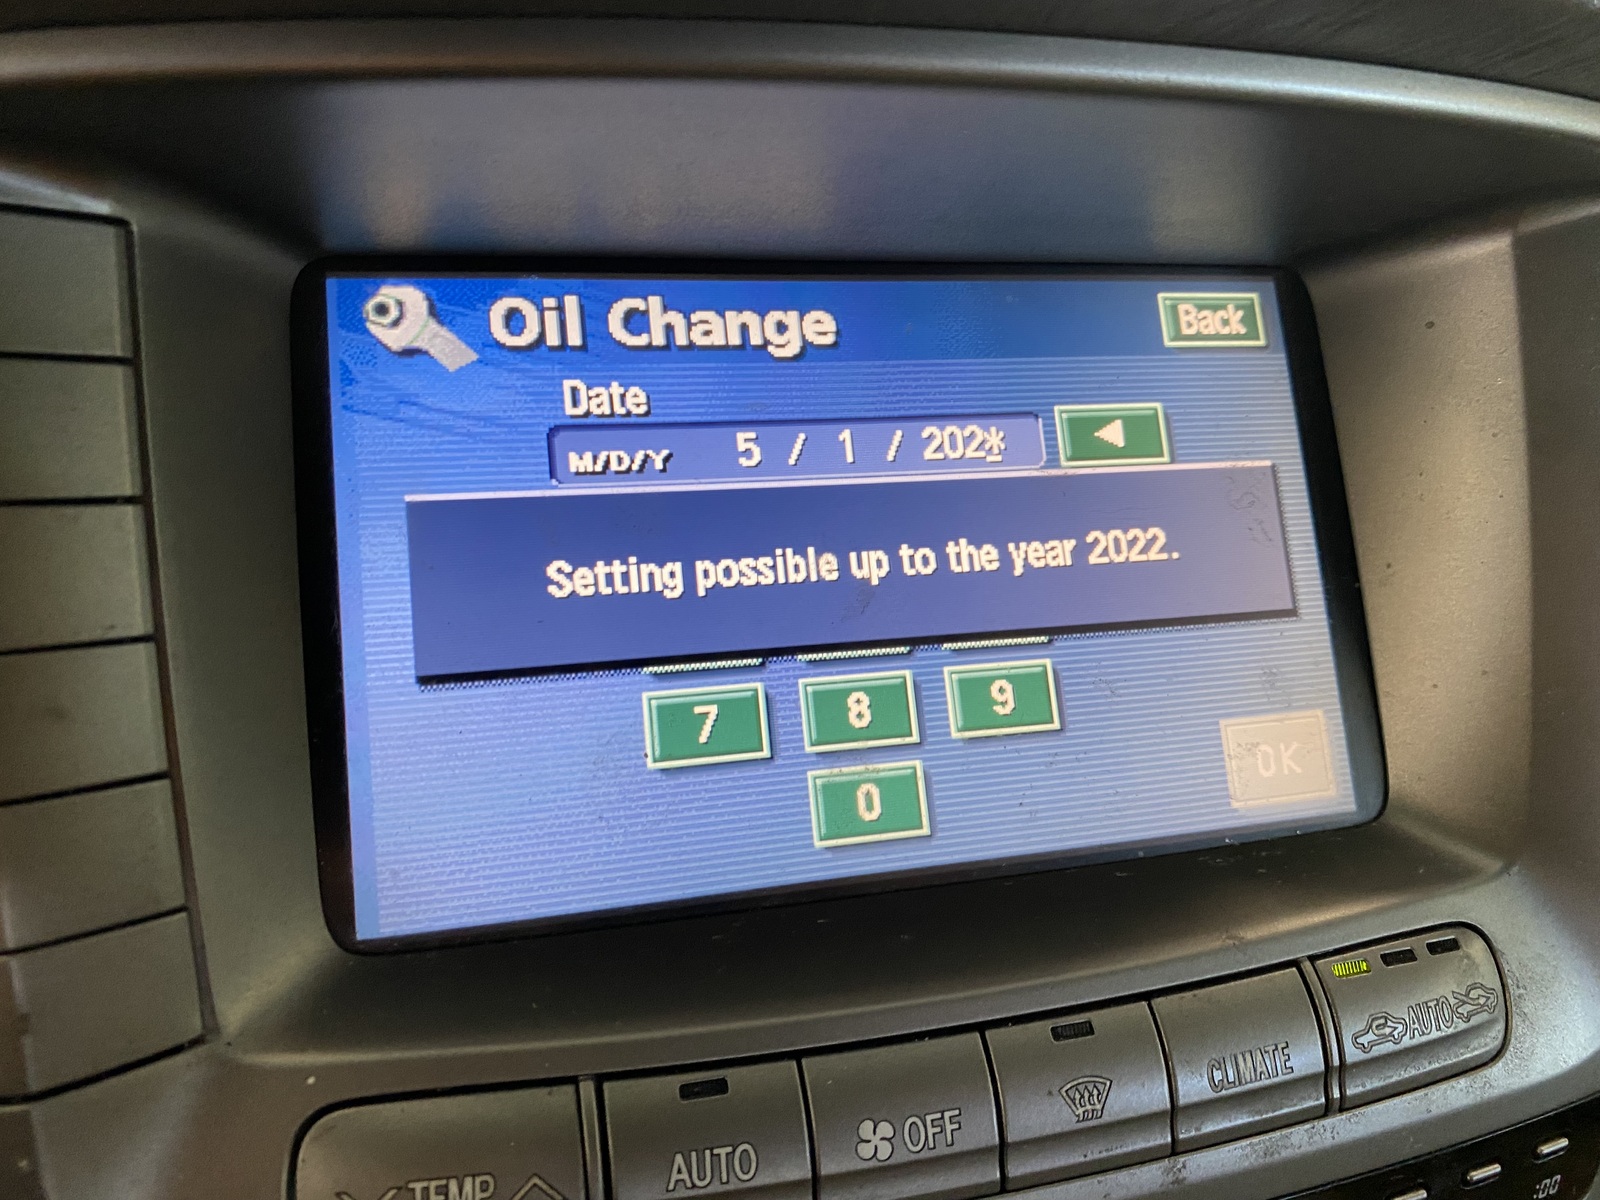 Oil Change
Back
Date
M/D/Y 5 / 1 / 202*
Setting possible up to the year 2022.
7 8 9
0
OK
AUTO
CLIMATE
OFF
AUTO
TEMP
:00